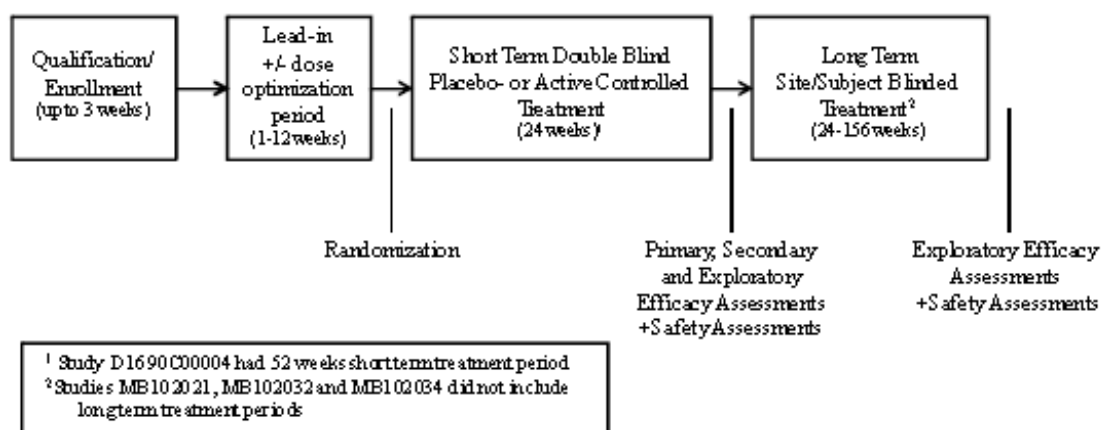 Qualification/
Enrollment
(up to 3 weeks)
Lead-in
+/- dose
optimization
period
(1-12 weeks)
Short Term Double Blind
Placebo- or Active Controlled
Treatment
(24 weeks)¹
Long Term
Site/Subject Blinded
Treatment²
(24-156 weeks)
Randomization
Primary, Secondary
and Exploratory
Efficacy Assessments
+Safety Assessments
Exploratory Efficacy
Assessments
+Safety Assessments
¹ Study D1690C00004 had 52 weeks short term treatment period
² Studies MB102021, MB102032 and MB102034 did not include
long term treatment periods